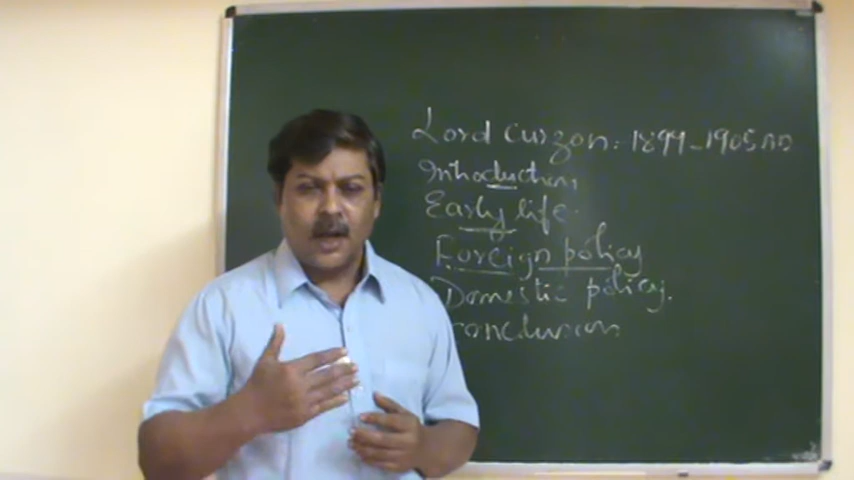 Lord Curzon: 1899-1905 AD
Introduction,
Early life.
Foreign policy
Domestic policy.
Conclusion